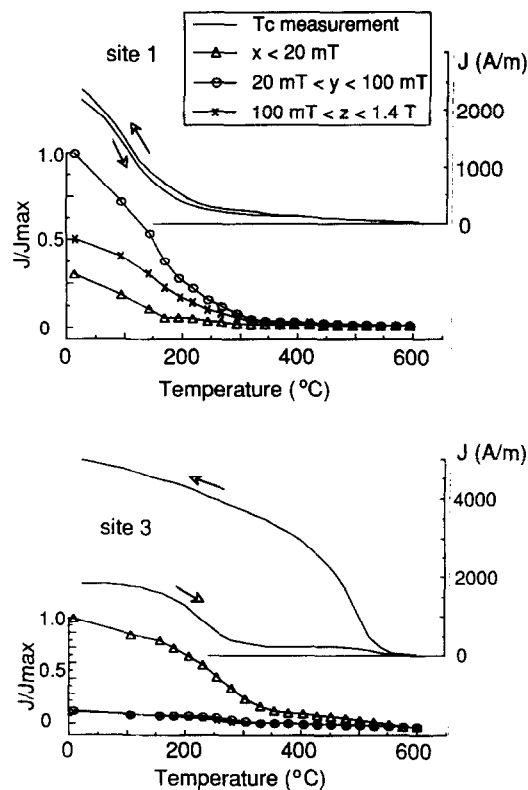 Tc measurement
site 1
x < 20 mT
J (A/m)
20 mT < y < 100 mT
100 mT < z < 1.4 T
2000
1000
0
J/Jmax
1.0
0.5
0
0 200 400 600
Temperature (°C)
J (A/m)
site 3
4000
2000
0
J/Jmax
1.0
0.5
0
0 200 400 600
Temperature (°C)